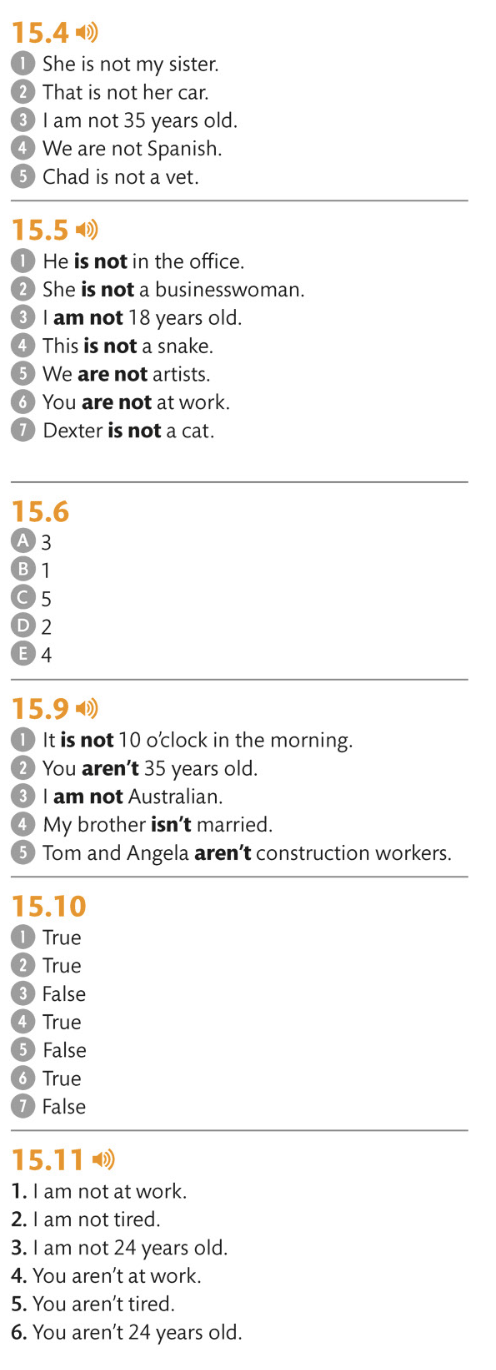 15.4
1 She is not my sister.
2 That is not her car.
3 I am not 35 years old.
4 We are not Spanish.
5 Chad is not a vet.
15.5
1 He is not in the office.
2 She is not a businesswoman.
3 I am not 18 years old.
4 This is not a snake.
5 We are not artists.
6 You are not at work.
7 Dexter is not a cat.
15.6
A 3
B 1
C 5
D 2
E 4
15.9
1 It is not 10 o'clock in the morning.
2 You aren't 35 years old.
3 I am not Australian.
4 My brother isn't married.
5 Tom and Angela aren't construction workers.
15.10
1 True
2 True
3 False
4 True
5 False
6 True
7 False
15.11
1. I am not at work.
2. I am not tired.
3. I am not 24 years old.
4. You aren't at work.
5. You aren't tired.
6. You aren't 24 years old.